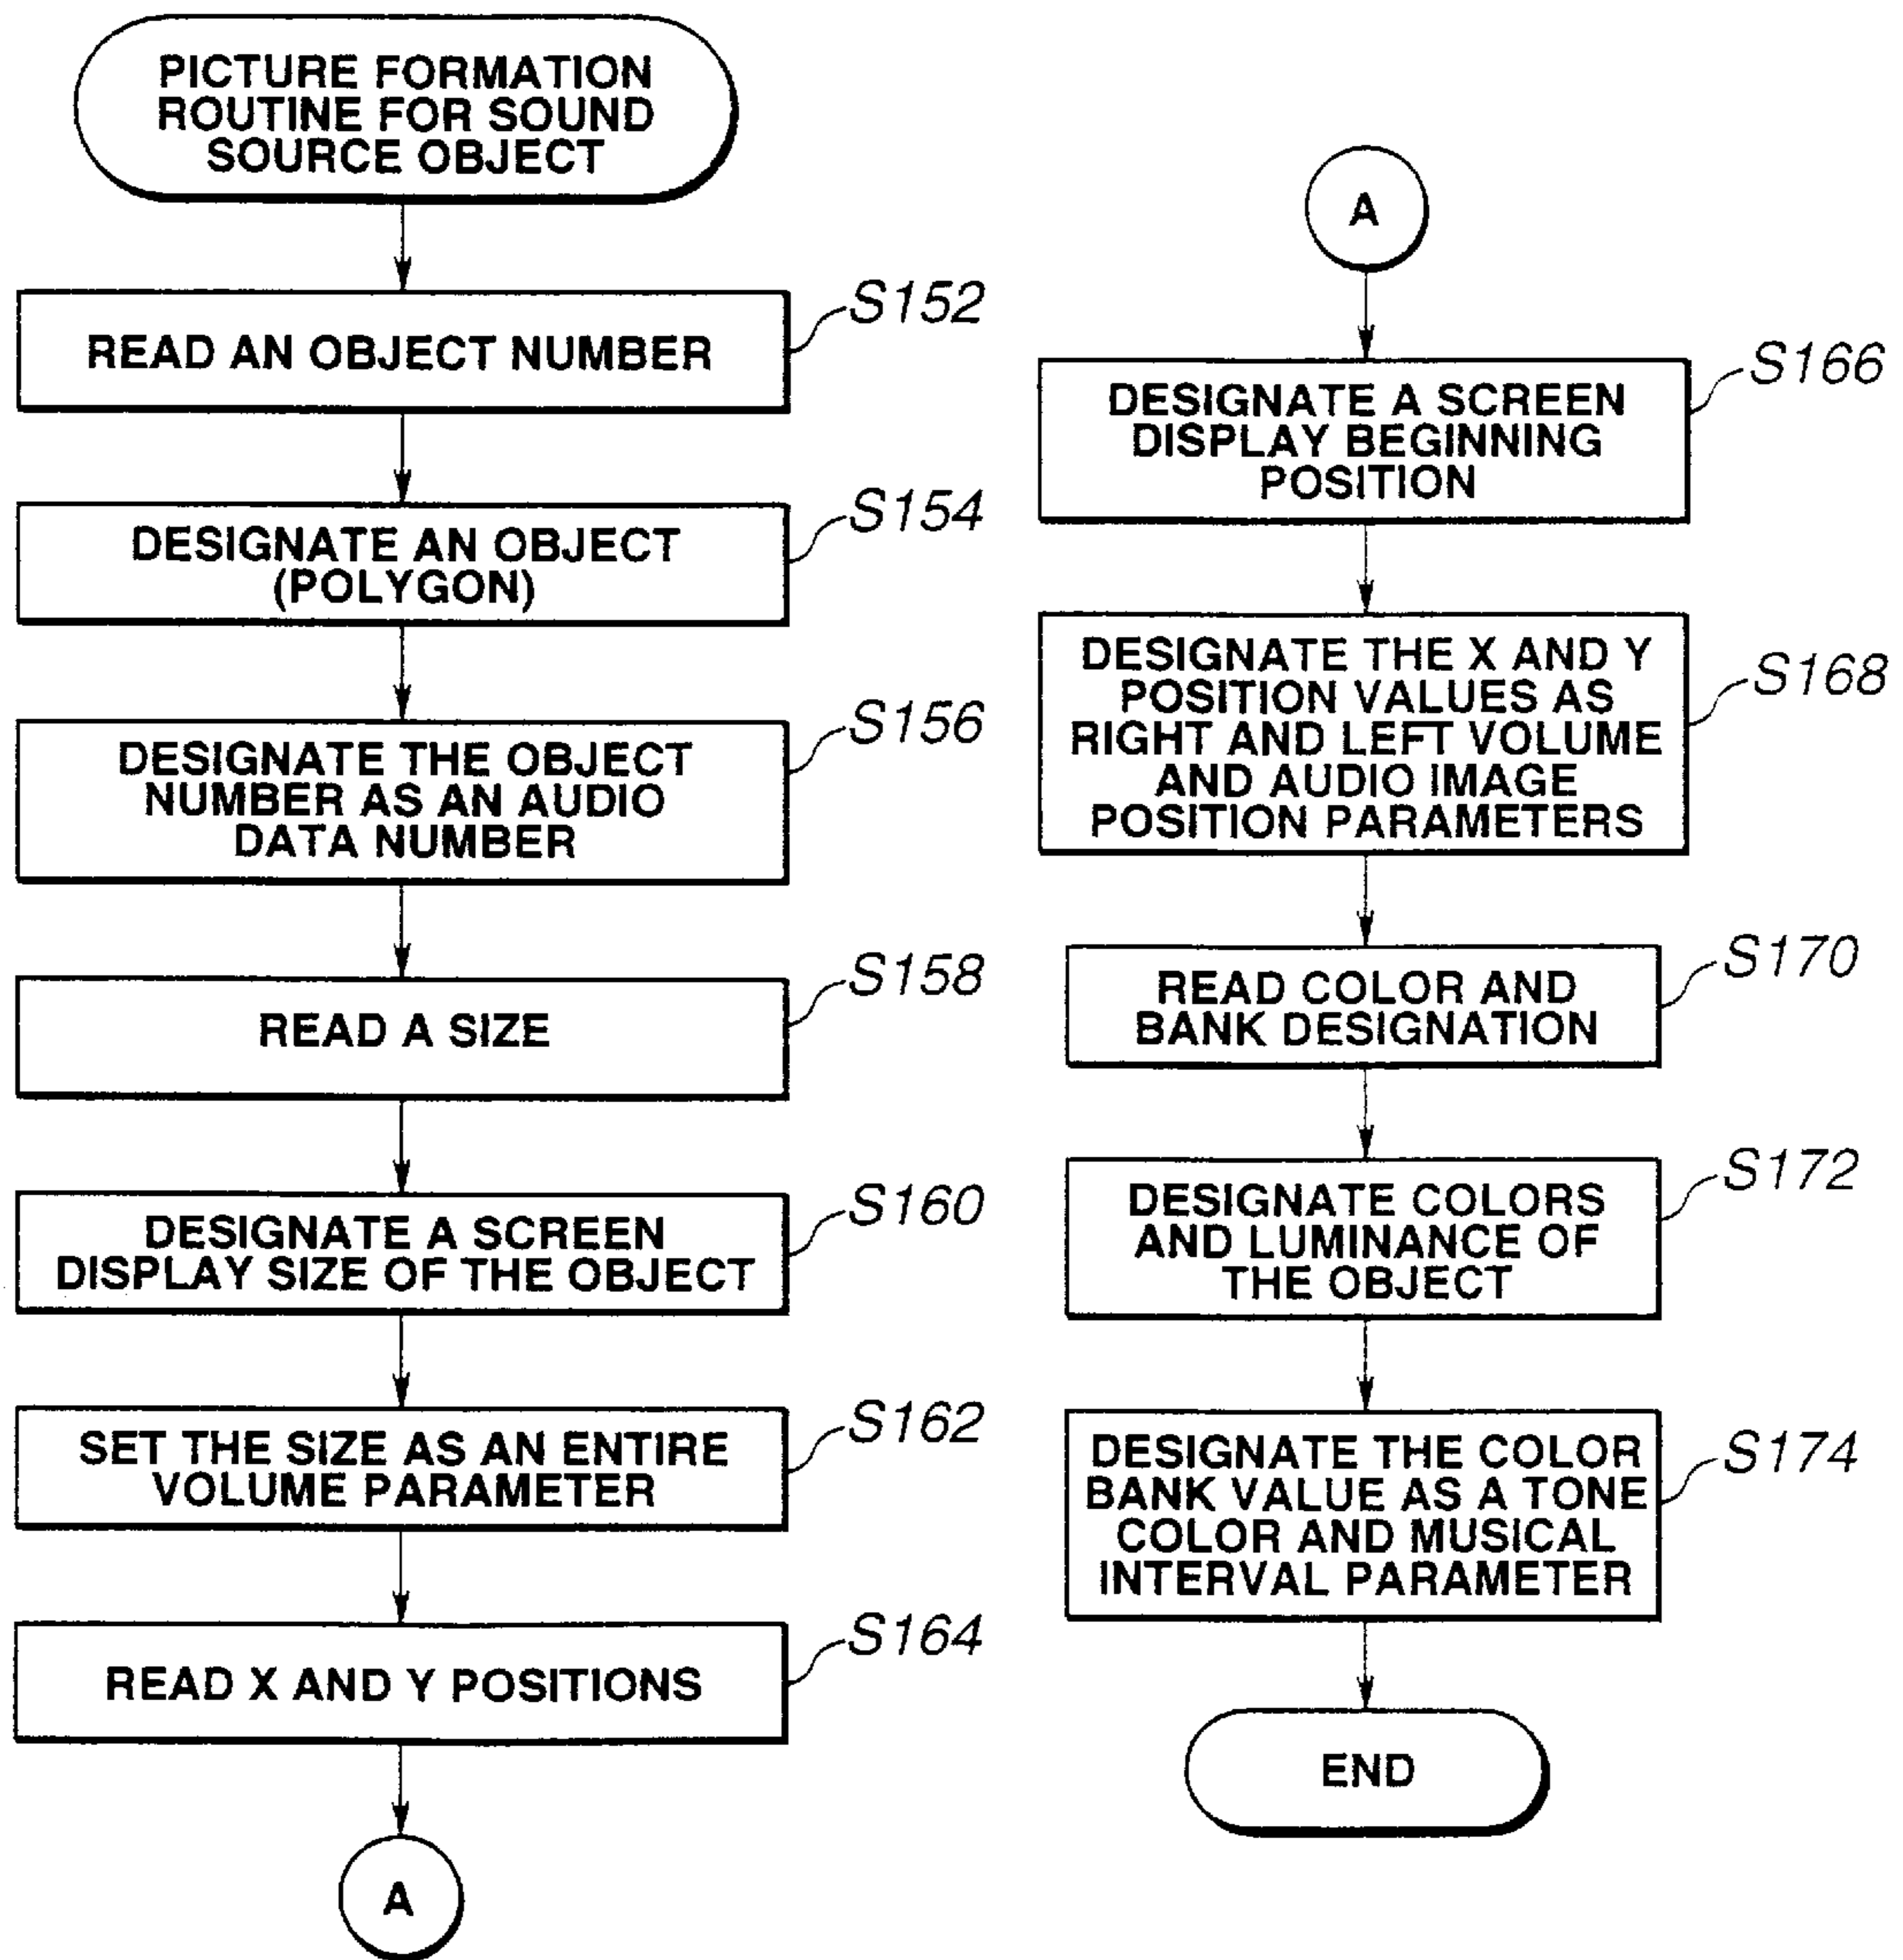 PICTURE FORMATION
ROUTINE FOR SOUND
SOURCE OBJECT
READ AN OBJECT NUMBER
S152
DESIGNATE AN OBJECT
(POLYGON)
S154
DESIGNATE THE OBJECT
NUMBER AS AN AUDIO
DATA NUMBER
S156
READ A SIZE
S158
DESIGNATE A SCREEN
DISPLAY SIZE OF THE OBJECT
S160
SET THE SIZE AS AN ENTIRE
VOLUME PARAMETER
S162
READ X AND Y POSITIONS
S164
A
A
DESIGNATE A SCREEN
DISPLAY BEGINNING
POSITION
S166
DESIGNATE THE X AND Y
POSITION VALUES AS
RIGHT AND LEFT VOLUME
AND AUDIO IMAGE
POSITION PARAMETERS
S168
READ COLOR AND
BANK DESIGNATION
S170
DESIGNATE COLORS
AND LUMINANCE OF
THE OBJECT
S172
DESIGNATE THE COLOR
BANK VALUE AS A TONE
COLOR AND MUSICAL
INTERVAL PARAMETER
S174
END